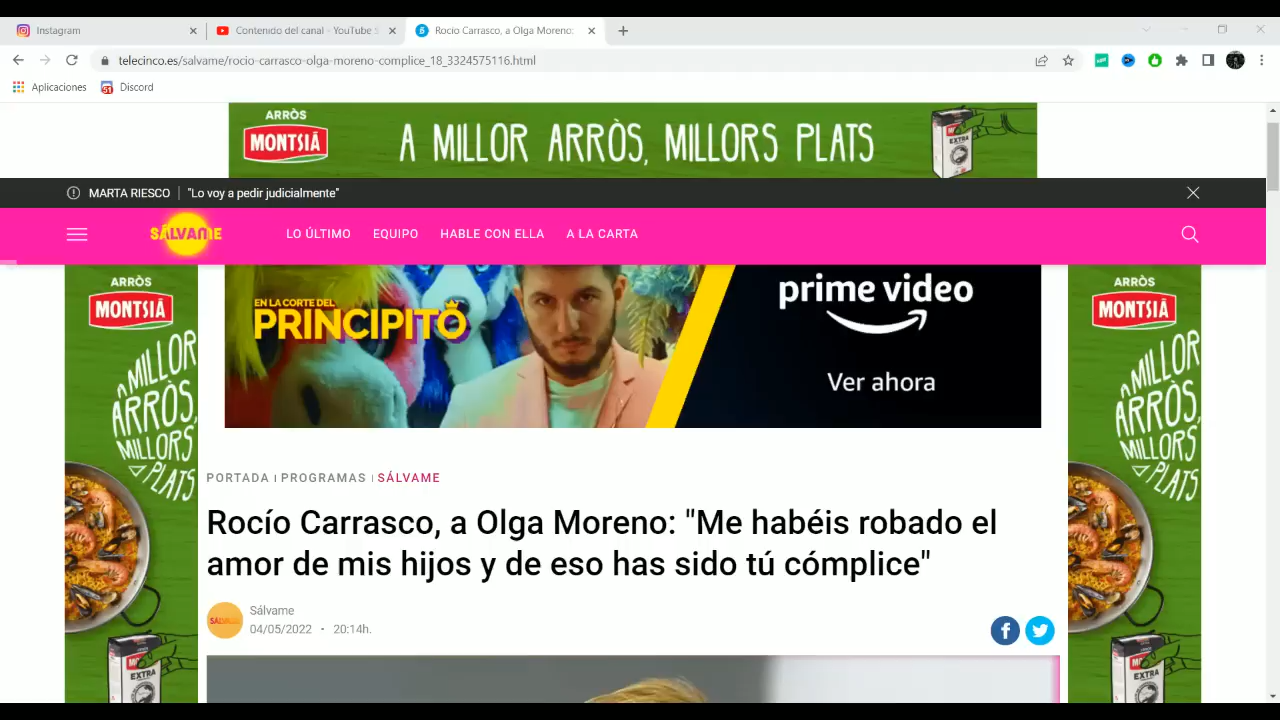 Instagram
Contenido del canal - YouTube S
Rocío Carrasco, a Olga Moreno:
telecinco.es/salvame/rocio-carrasco-olga-moreno-complice_18_3324575116.html
Aplicaciones
Discord
ARRÒS
MONTSIÀ
A MILLOR ARRÒS, MILLORS PLATS
EXTRA
MARTA RIESCO | "Lo voy a pedir judicialmente"
SÁLVAME
LO ÚLTIMO
EQUIPO
HABLE CON ELLA
A LA CARTA
ARRÒS
MONTSIÀ
A MILLOR
ARRÒS,
MILLORS
PLATS
EXTRA
EN LA CORTE DEL
PRINCIPITO
prime video
Ver ahora
ARRÒS
MONTSIÀ
A MILLOR
ARRÒS,
MILLORS
PLATS
EXTRA
PORTADA | PROGRAMAS | SÁLVAME
Rocío Carrasco, a Olga Moreno: "Me habéis robado el
amor de mis hijos y de eso has sido tú cómplice"
SÁLVAME
Sálvame
04/05/2022 • 20:14h.